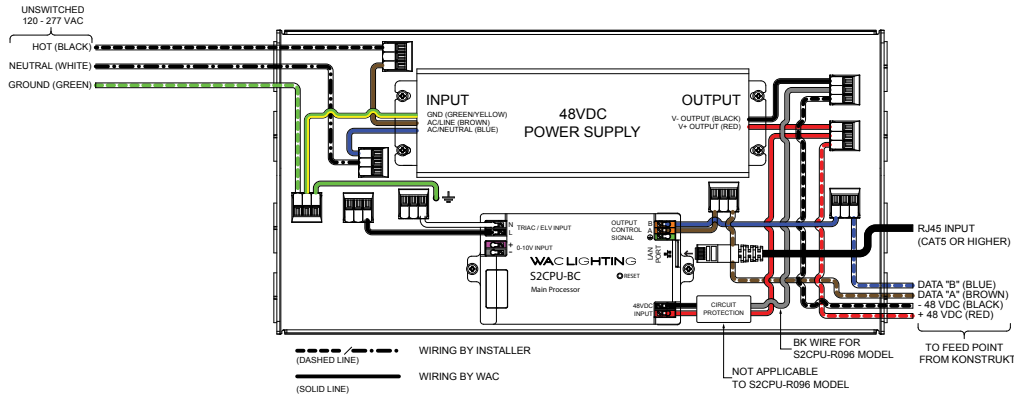 UNSWITCHED
120 - 277 VAC
HOT (BLACK)
NEUTRAL (WHITE)
GROUND (GREEN)
INPUT
GND (GREEN/YELLOW)
AC/LINE (BROWN)
AC/NEUTRAL (BLUE)
48VDC
POWER SUPPLY
OUTPUT
V- OUTPUT (BLACK)
V+ OUTPUT (RED)
N
L
TRIAC / ELV INPUT
+
-
0-10V INPUT
OUTPUT
CONTROL
SIGNAL
B
A
LAN
PORT
WAC LIGHTING
S2CPU-BC
Main Processor
RESET
48VDC
INPUT
CIRCUIT
PROTECTION
RJ45 INPUT
(CAT5 OR HIGHER)
DATA "B" (BLUE)
DATA "A" (BROWN)
- 48 VDC (BLACK)
+ 48 VDC (RED)
TO FEED POINT
FROM KONSTRUKT
BK WIRE FOR
S2CPU-R096 MODEL
NOT APPLICABLE
TO S2CPU-R096 MODEL
WIRING BY INSTALLER
(DASHED LINE)
WIRING BY WAC
(SOLID LINE)